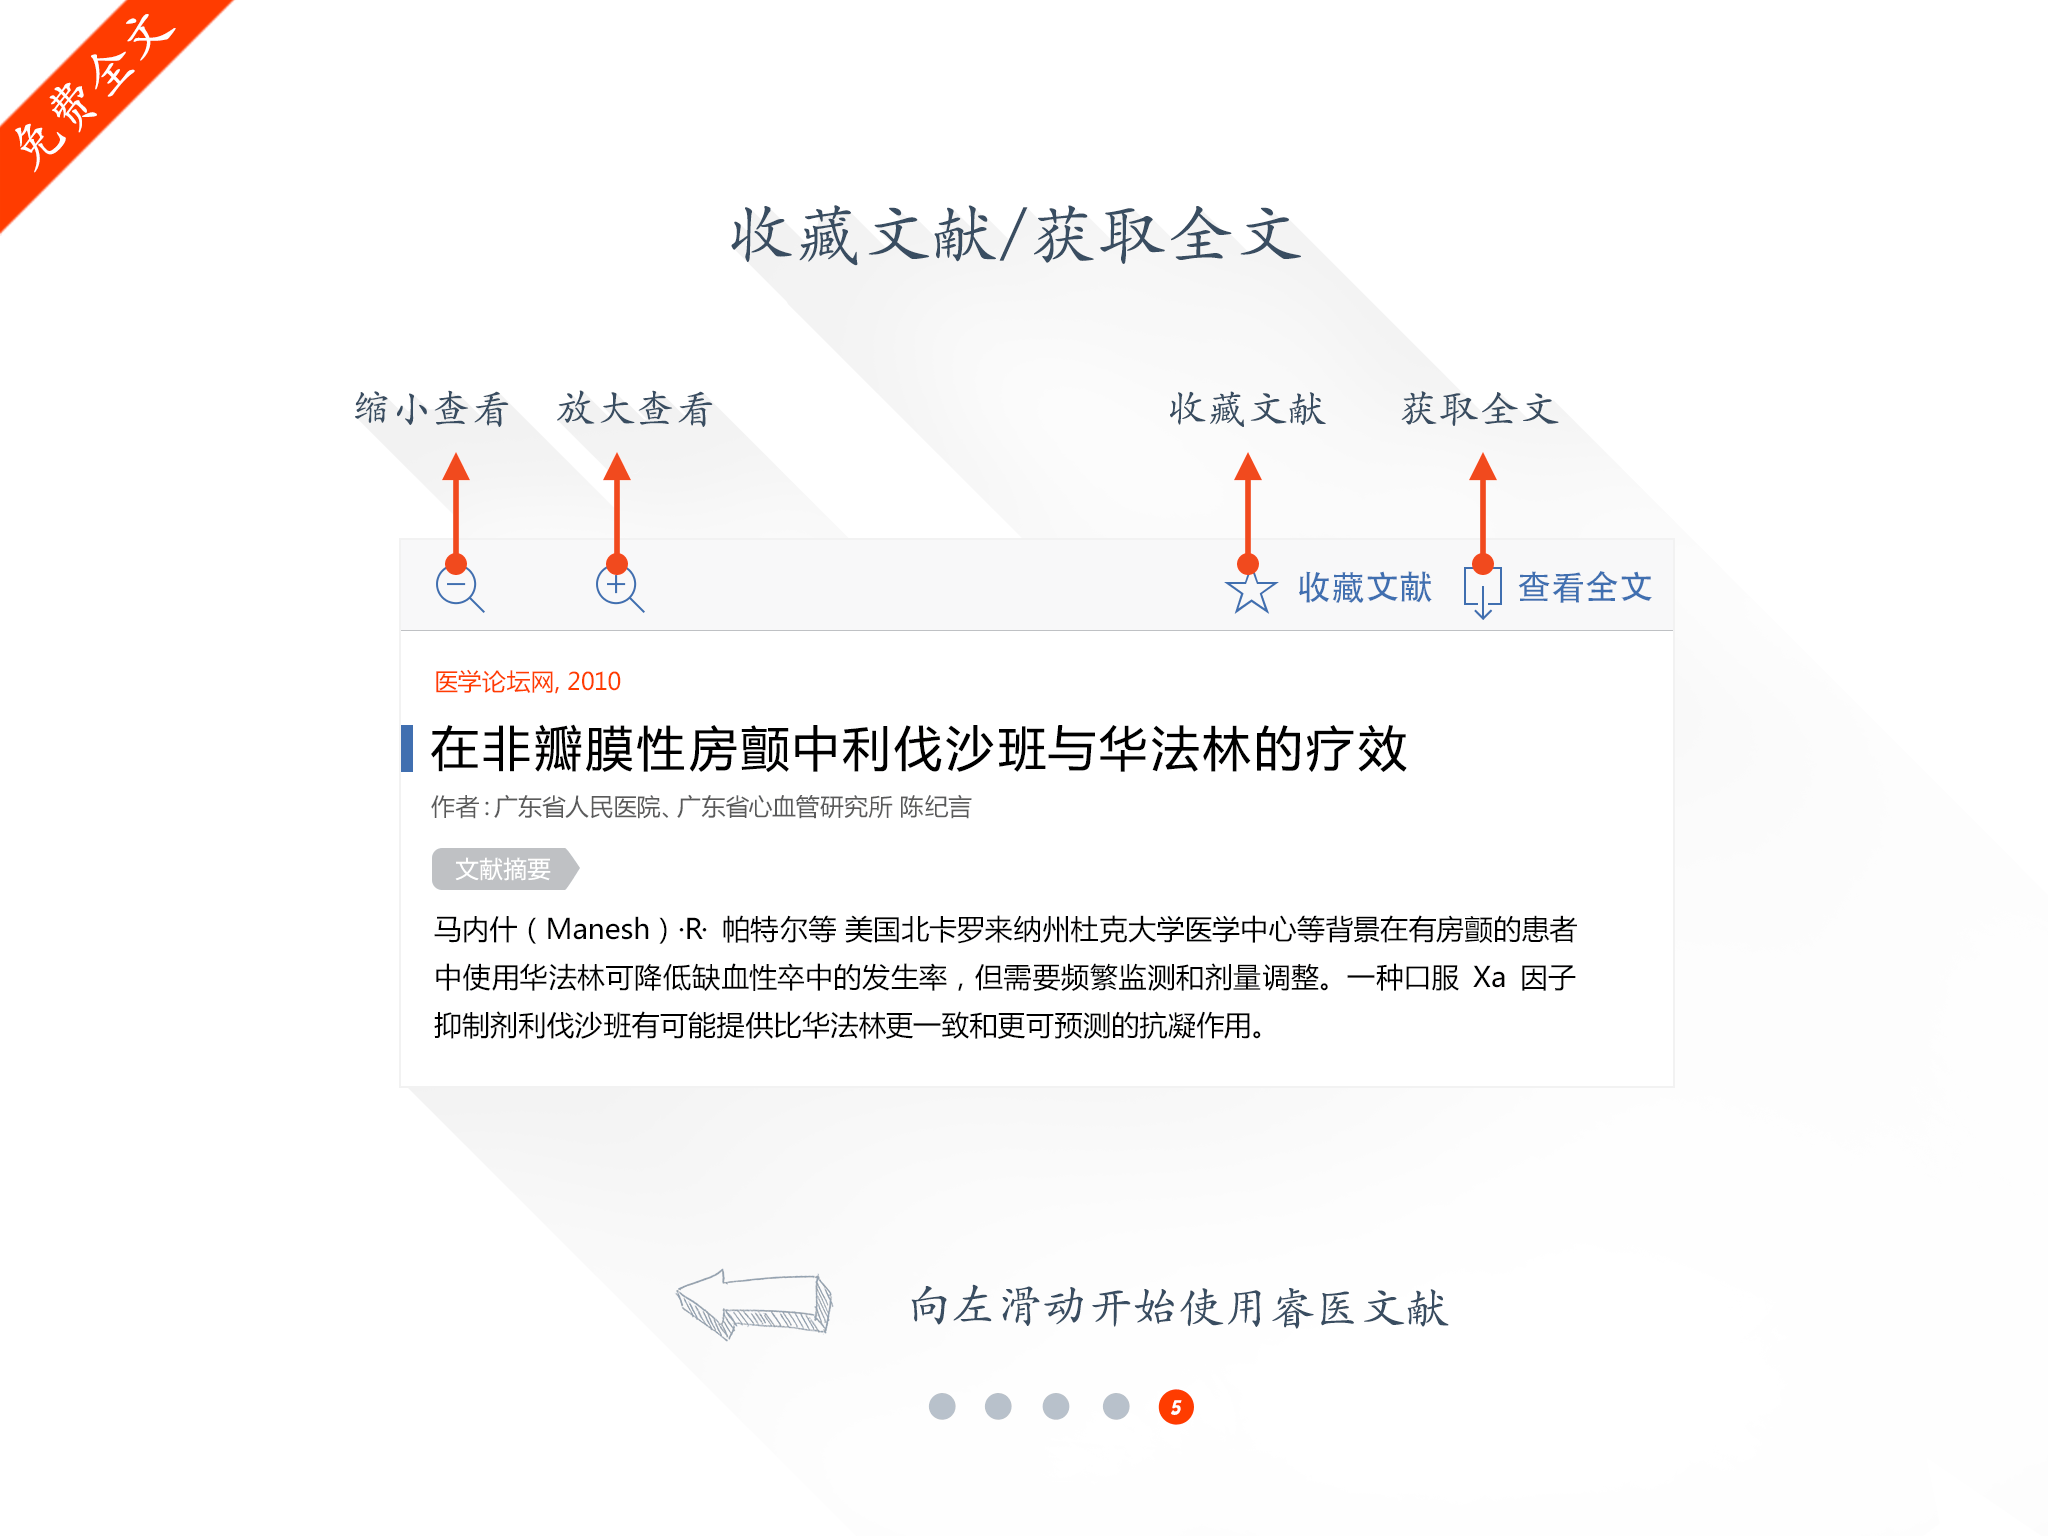 免费全文
收藏文献/获取全文
缩小查看 放大查看 收藏文献 获取全文
收藏文献 查看全文
医学论坛网, 2010
在非瓣膜性房颤中利伐沙班与华法林的疗效
作者:广东省人民医院、广东省心血管研究所 陈纪言
文献摘要
马内什（Manesh）·R· 帕特尔等 美国北卡罗来纳州杜克大学医学中心等背景在有房颤的患者
中使用华法林可降低缺血性卒中的发生率，但需要频繁监测和剂量调整。一种口服 Xa 因子
抑制剂利伐沙班有可能提供比华法林更一致和更可预测的抗凝作用。
向左滑动开始使用睿医文献
5